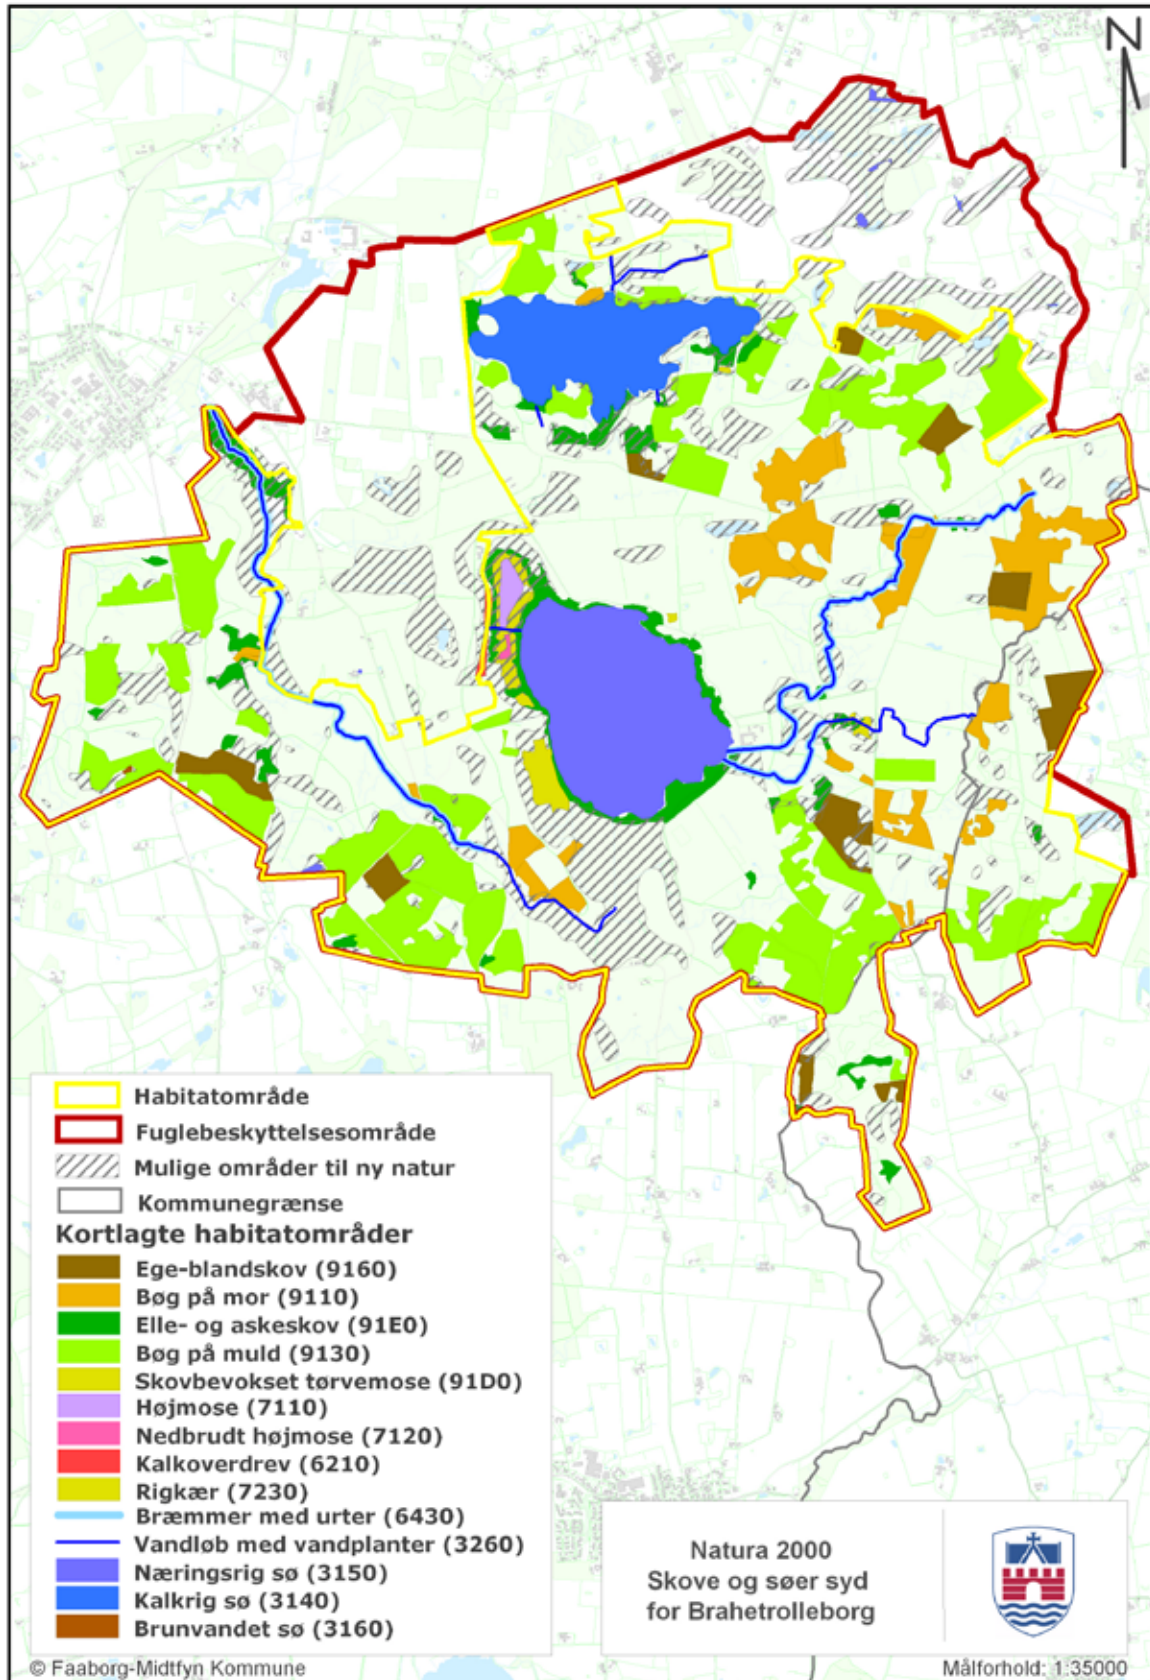 N
Habitatområde
Fuglebeskyttelsesområde
Mulige områder til ny natur
Kommunegrænse
Kortlagte habitatområder
Ege-blandskov (9160)
Bøg på mor (9110)
Elle- og askeskov (91E0)
Bøg på muld (9130)
Skovbevokset tørvemose (91D0)
Højmose (7110)
Nedbrudt højmose (7120)
Kalkoverdrev (6210)
Rigkær (7230)
Bræmmer med urter (6430)
Vandløb med vandplanter (3260)
Næringsrig sø (3150)
Kalkrig sø (3140)
Brunvandet sø (3160)
Natura 2000
Skove og søer syd
for Brahetrolleborg
© Faaborg-Midtfyn Kommune
Målforhold: 1:35000